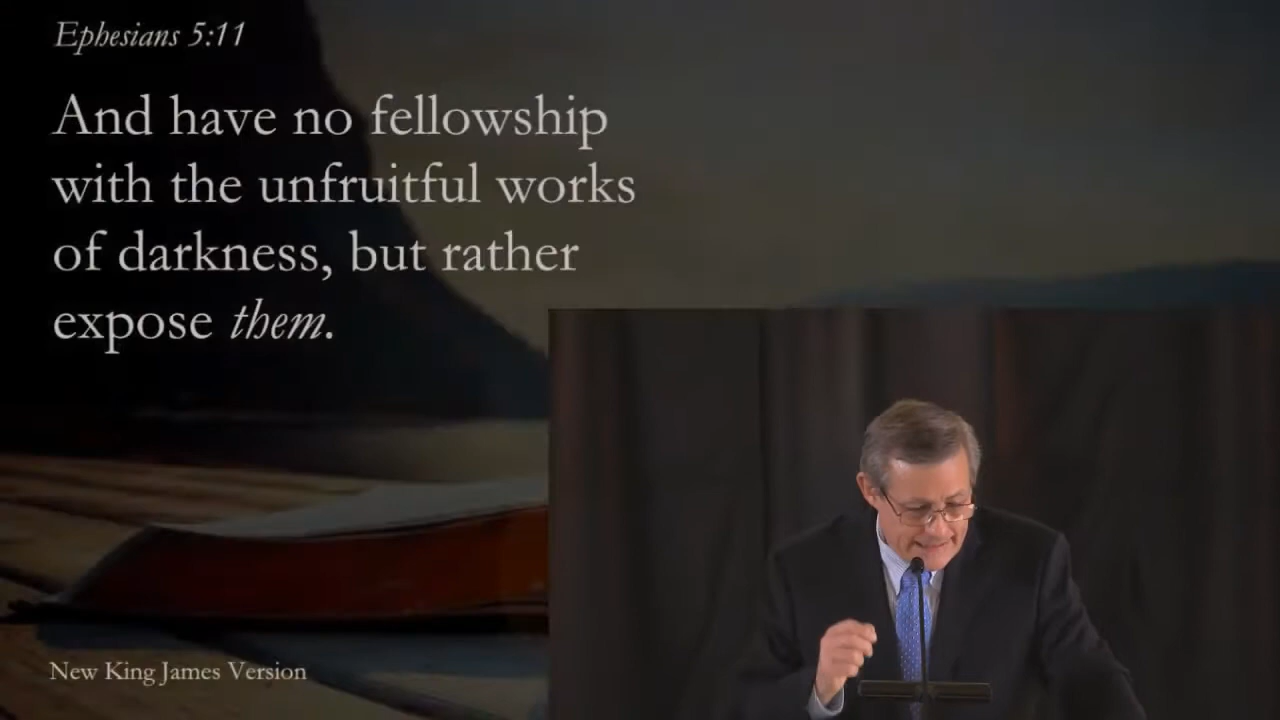 Ephesians 5:11
And have no fellowship
with the unfruitful works
of darkness, but rather
expose them.
New King James Version